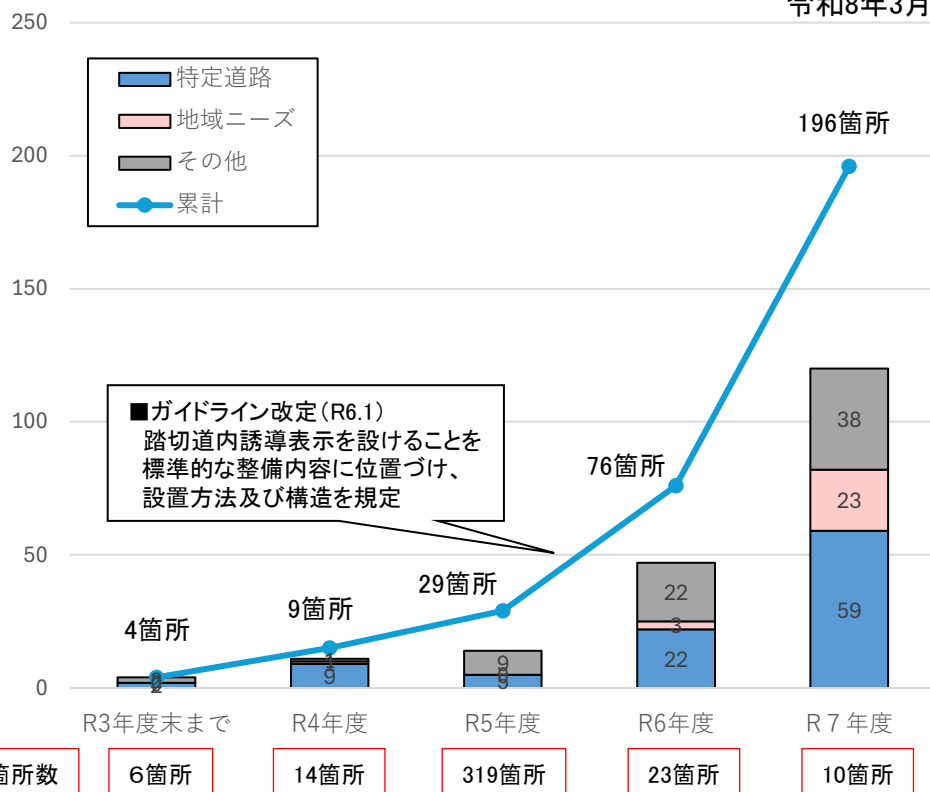 令和8年3月
250
200
150
100
50
0
特定道路
地域ニーズ
その他
累計
■ガイドライン改定(R6.1)
踏切道内誘導表示を設けることを
標準的な整備内容に位置づけ、
設置方法及び構造を規定
4箇所
9箇所
29箇所
76箇所
196箇所
2
9
1
9
5
22
3
22
38
23
59
R3年度末まで
R4年度
R5年度
R6年度
R7年度
箇所数
6箇所
14箇所
319箇所
23箇所
10箇所